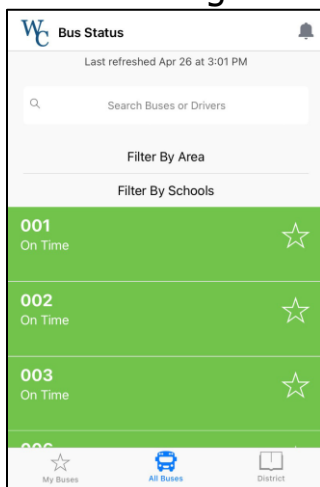 WC Bus Status
Last refreshed Apr 26 at 3:01 PM
Search Buses or Drivers
Filter By Area
Filter By Schools
001
On Time
002
On Time
003
On Time
My Buses All Buses District